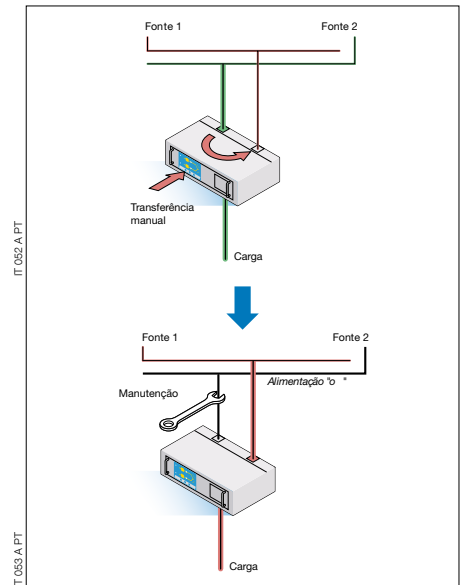 Fonte 1
Fonte 2
Transferência
manual
Carga
IT 052 A PT
Fonte 1
Fonte 2
Alimentação "o "
Manutenção
Carga
T 053 A PT